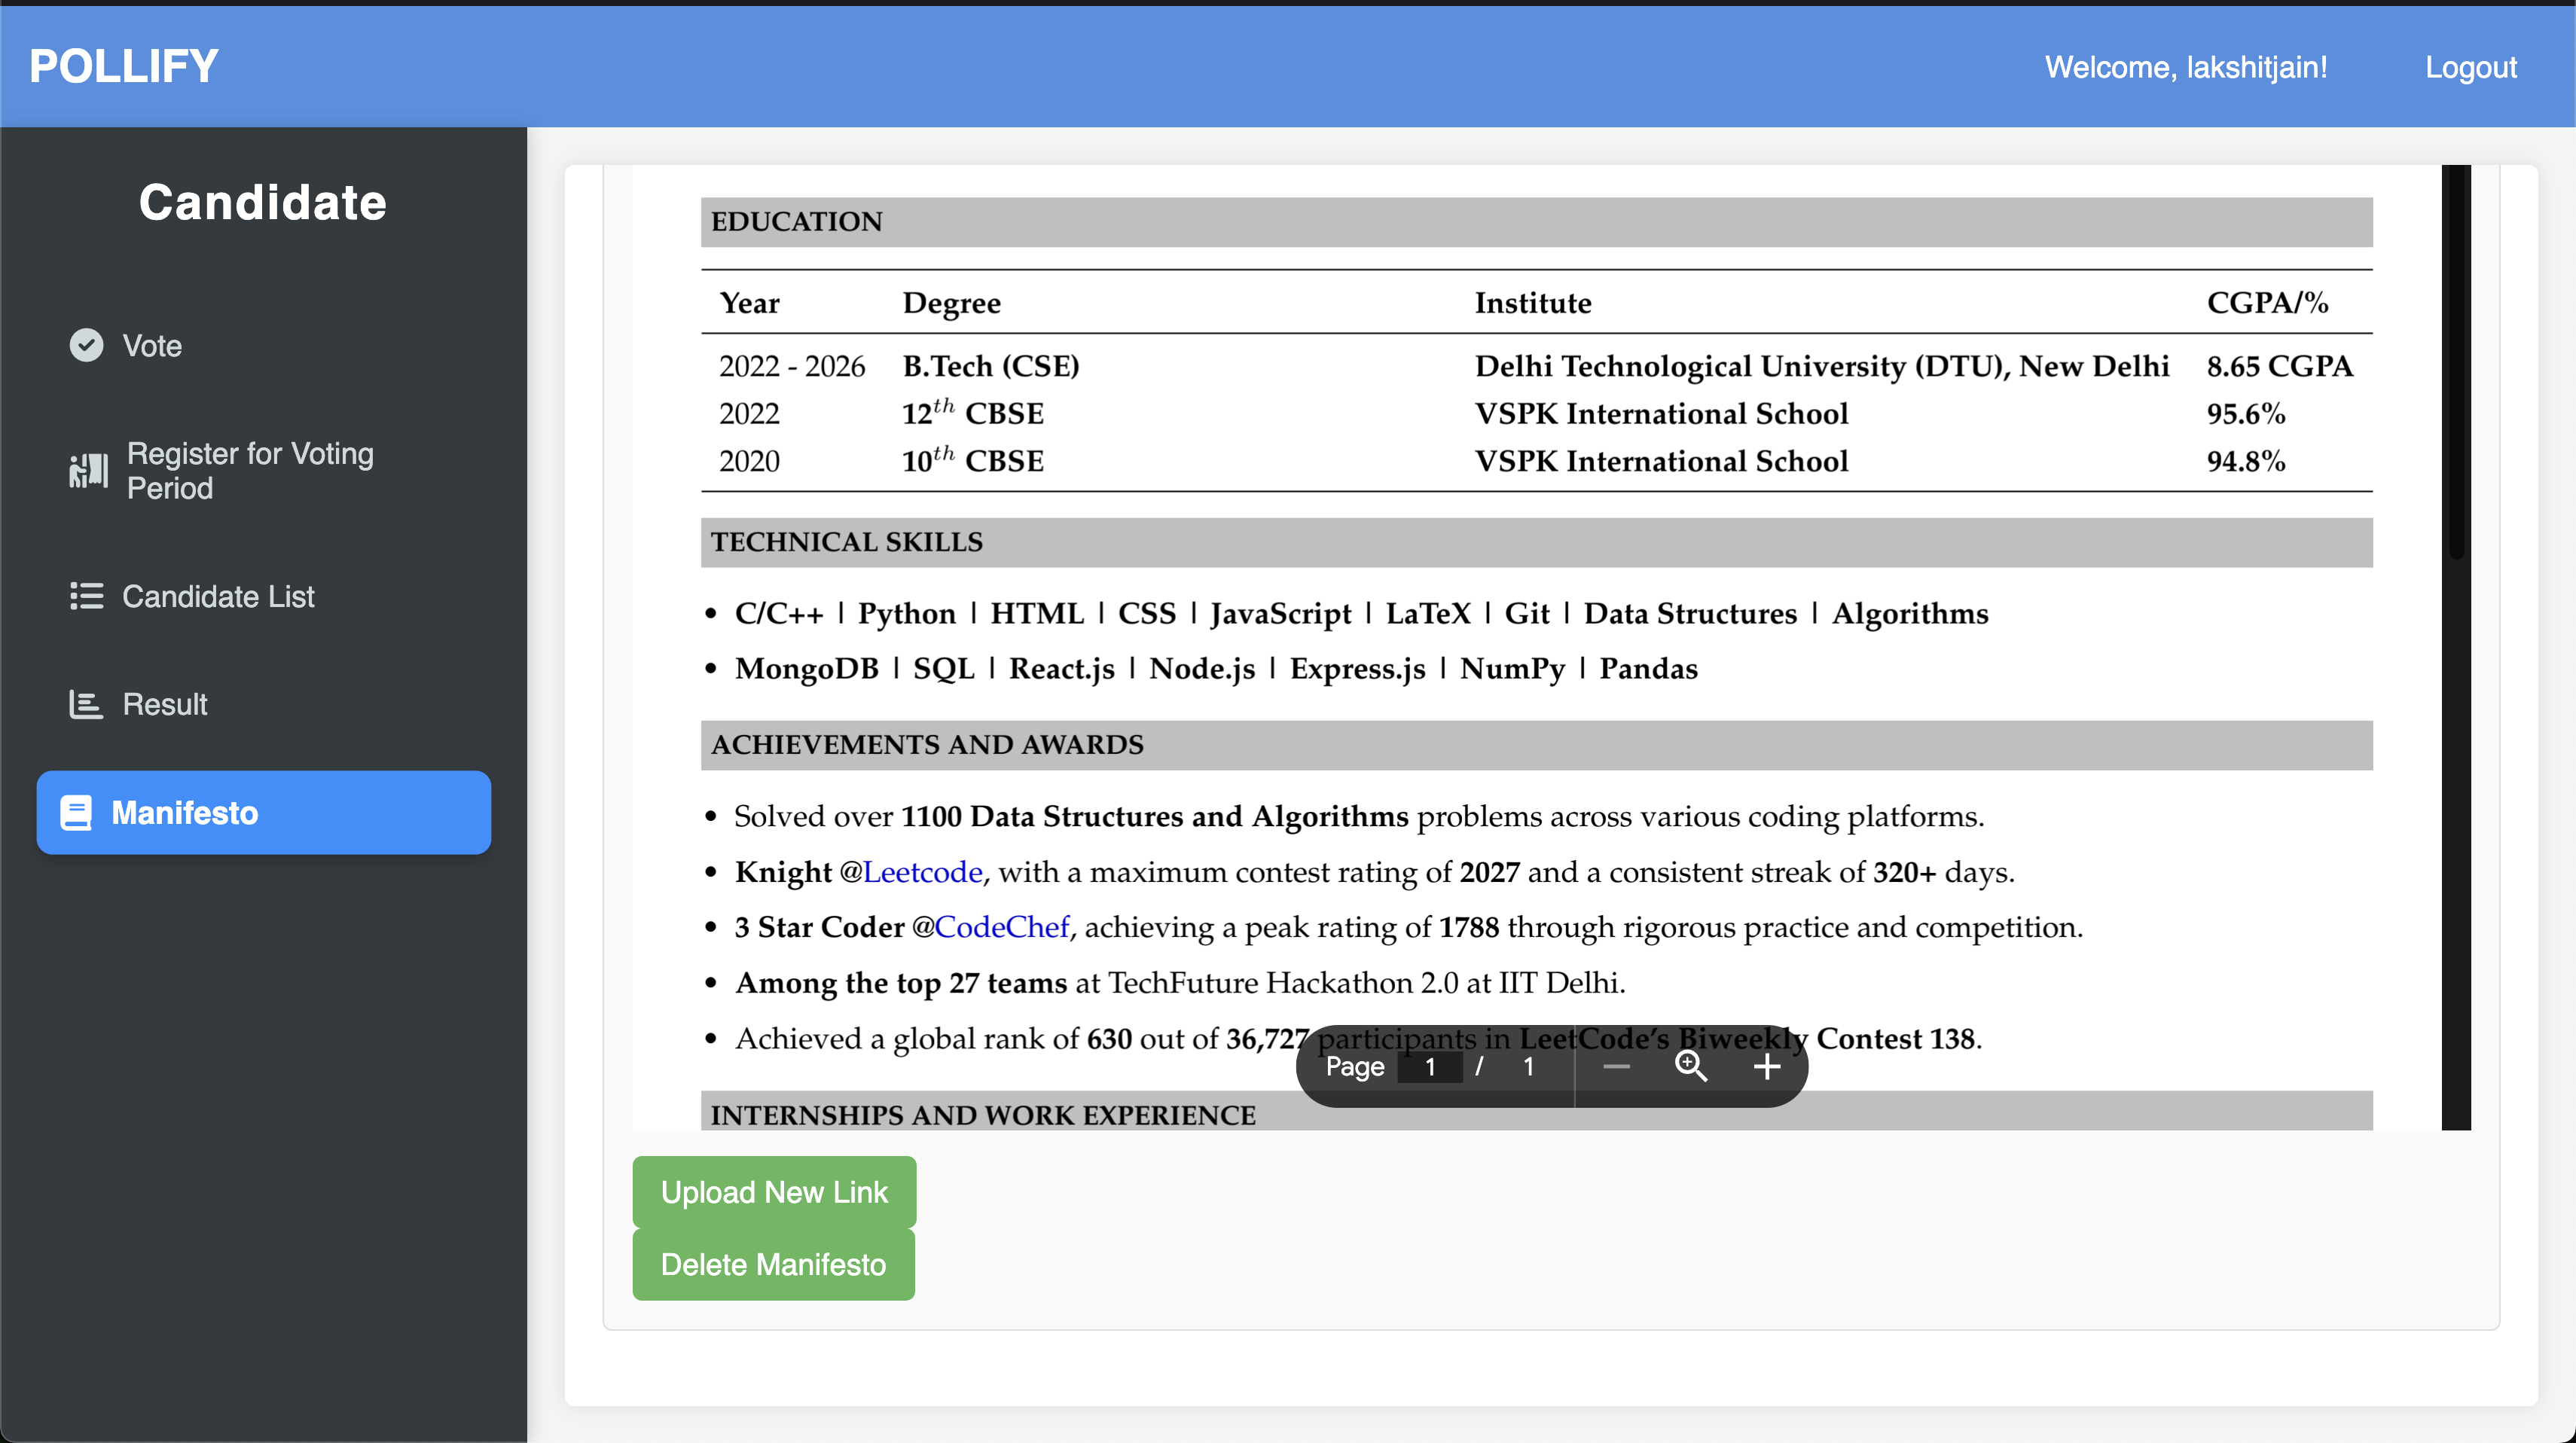 POLLIFY
Welcome, lakshitjain!
Logout
Candidate
Vote
Register for Voting
Period
Candidate List
Result
Manifesto
EDUCATION
Year Degree Institute CGPA/%
2022 - 2026 B.Tech (CSE) Delhi Technological University (DTU), New Delhi 8.65 CGPA
2022 12th CBSE VSPK International School 95.6%
2020 10th CBSE VSPK International School 94.8%
TECHNICAL SKILLS
• C/C++ | Python | HTML | CSS | JavaScript | LaTeX | Git | Data Structures | Algorithms
• MongoDB | SQL | React.js | Node.js | Express.js | NumPy | Pandas
ACHIEVEMENTS AND AWARDS
• Solved over 1100 Data Structures and Algorithms problems across various coding platforms.
• Knight @Leetcode, with a maximum contest rating of 2027 and a consistent streak of 320+ days.
• 3 Star Coder @CodeChef, achieving a peak rating of 1788 through rigorous practice and competition.
• Among the top 27 teams at TechFuture Hackathon 2.0 at IIT Delhi.
• Achieved a global rank of 630 out of 36,727 participants in LeetCode's Biweekly Contest 138.
Page 1 / 1
INTERNSHIPS AND WORK EXPERIENCE
Upload New Link
Delete Manifesto